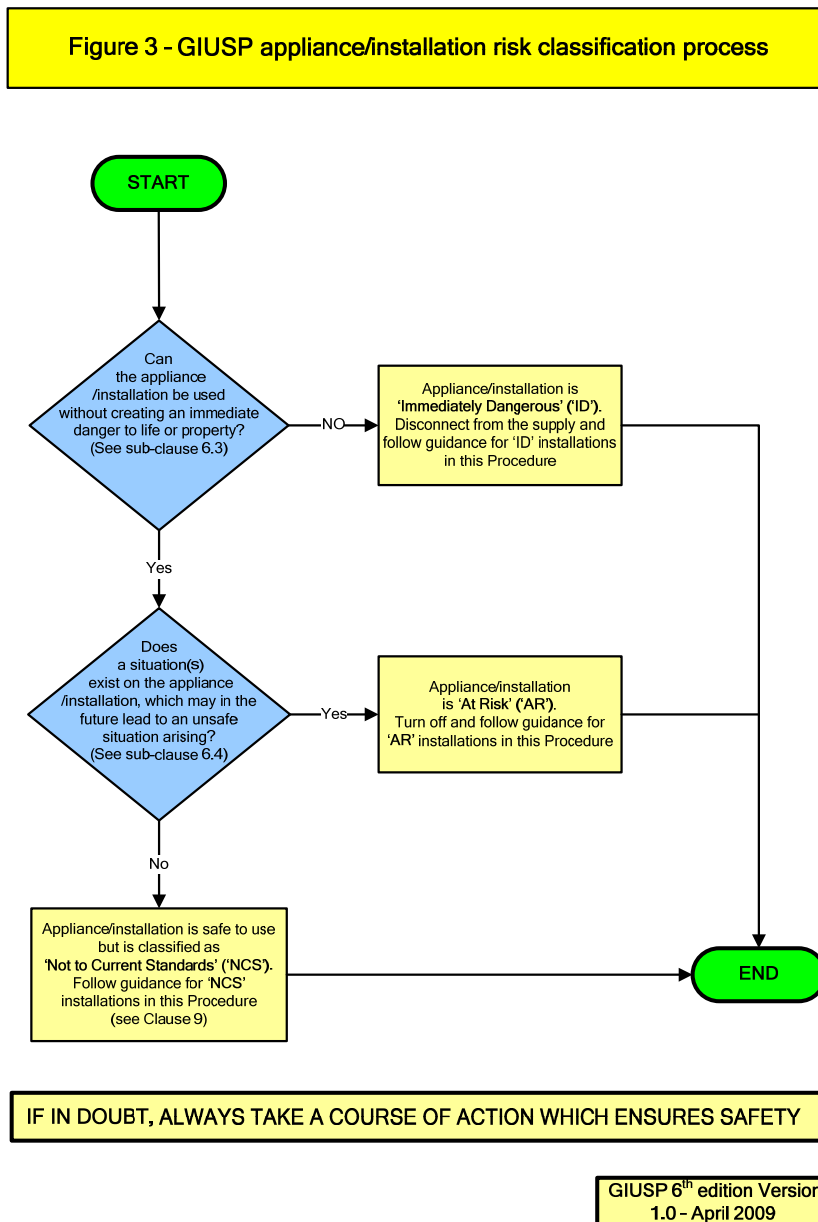 Figure 3 - GIUSP appliance/installation risk classification process
START
Can
the appliance
/installation be used
without creating an immediate
danger to life or property?
(See sub-clause 6.3)
NO
Appliance/installation is
‘Immediately Dangerous’ (‘ID’).
Disconnect from the supply and
follow guidance for ‘ID’ installations
in this Procedure
Yes
Does
a situation(s)
exist on the appliance
/installation, which may in the
future lead to an unsafe
situation arising?
(See sub-clause 6.4)
Yes
Appliance/installation
is ‘At Risk’ (‘AR’).
Turn off and follow guidance for
‘AR’ installations in this Procedure
No
Appliance/installation is safe to use
but is classified as
‘Not to Current Standards’ (‘NCS’).
Follow guidance for ‘NCS’
installations in this Procedure
(see Clause 9)
END
IF IN DOUBT, ALWAYS TAKE A COURSE OF ACTION WHICH ENSURES SAFETY
GIUSP 6th edition Version
1.0 - April 2009